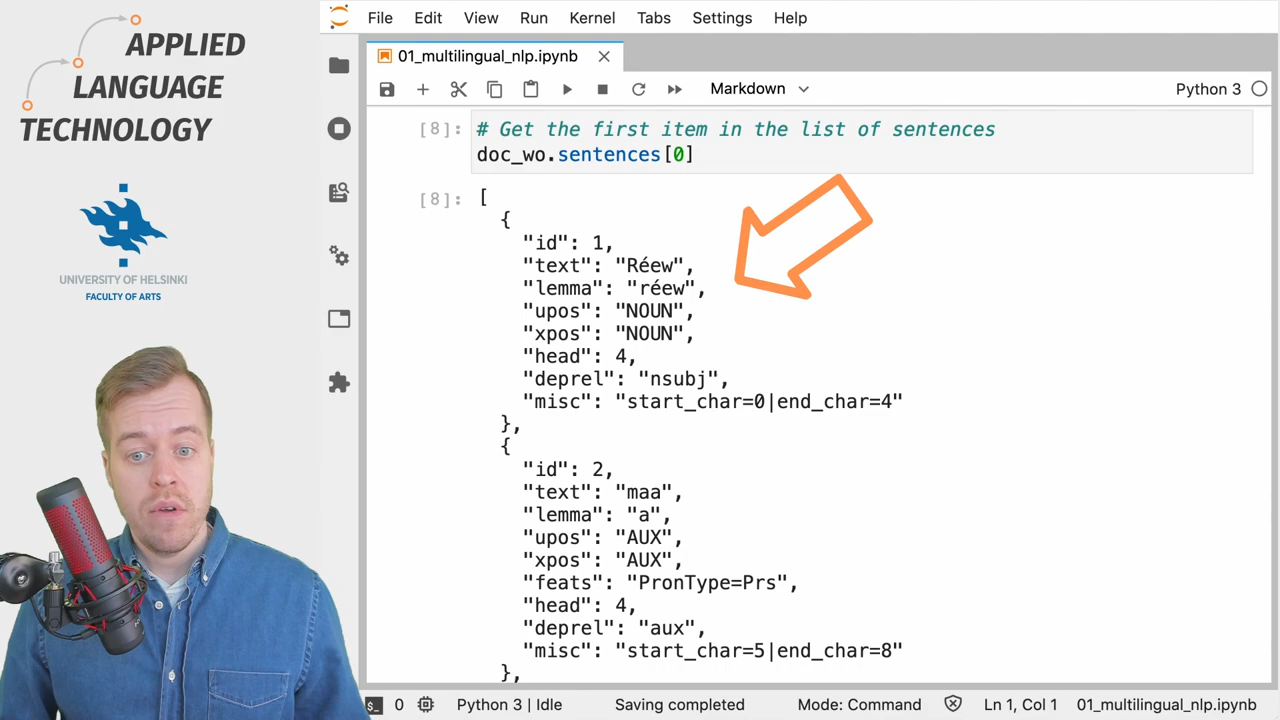 APPLIED
LANGUAGE
TECHNOLOGY
UNIVERSITY OF HELSINKI
FACULTY OF ARTS
File Edit View Run Kernel Tabs Settings Help
01_multilingual_nlp.ipynb
Markdown
Python 3
[8]: # Get the first item in the list of sentences
doc_wo.sentences[0]
[8]: [
{
"id": 1,
"text": "Réew",
"lemma": "réew",
"upos": "NOUN",
"xpos": "NOUN",
"head": 4,
"deprel": "nsubj",
"misc": "start_char=0|end_char=4"
},
{
"id": 2,
"text": "maa",
"lemma": "a",
"upos": "AUX",
"xpos": "AUX",
"feats": "PronType=Prs",
"head": 4,
"deprel": "aux",
"misc": "start_char=5|end_char=8"
},
0 Python 3 | Idle Saving completed Mode: Command Ln 1, Col 1 01_multilingual_nlp.ipynb